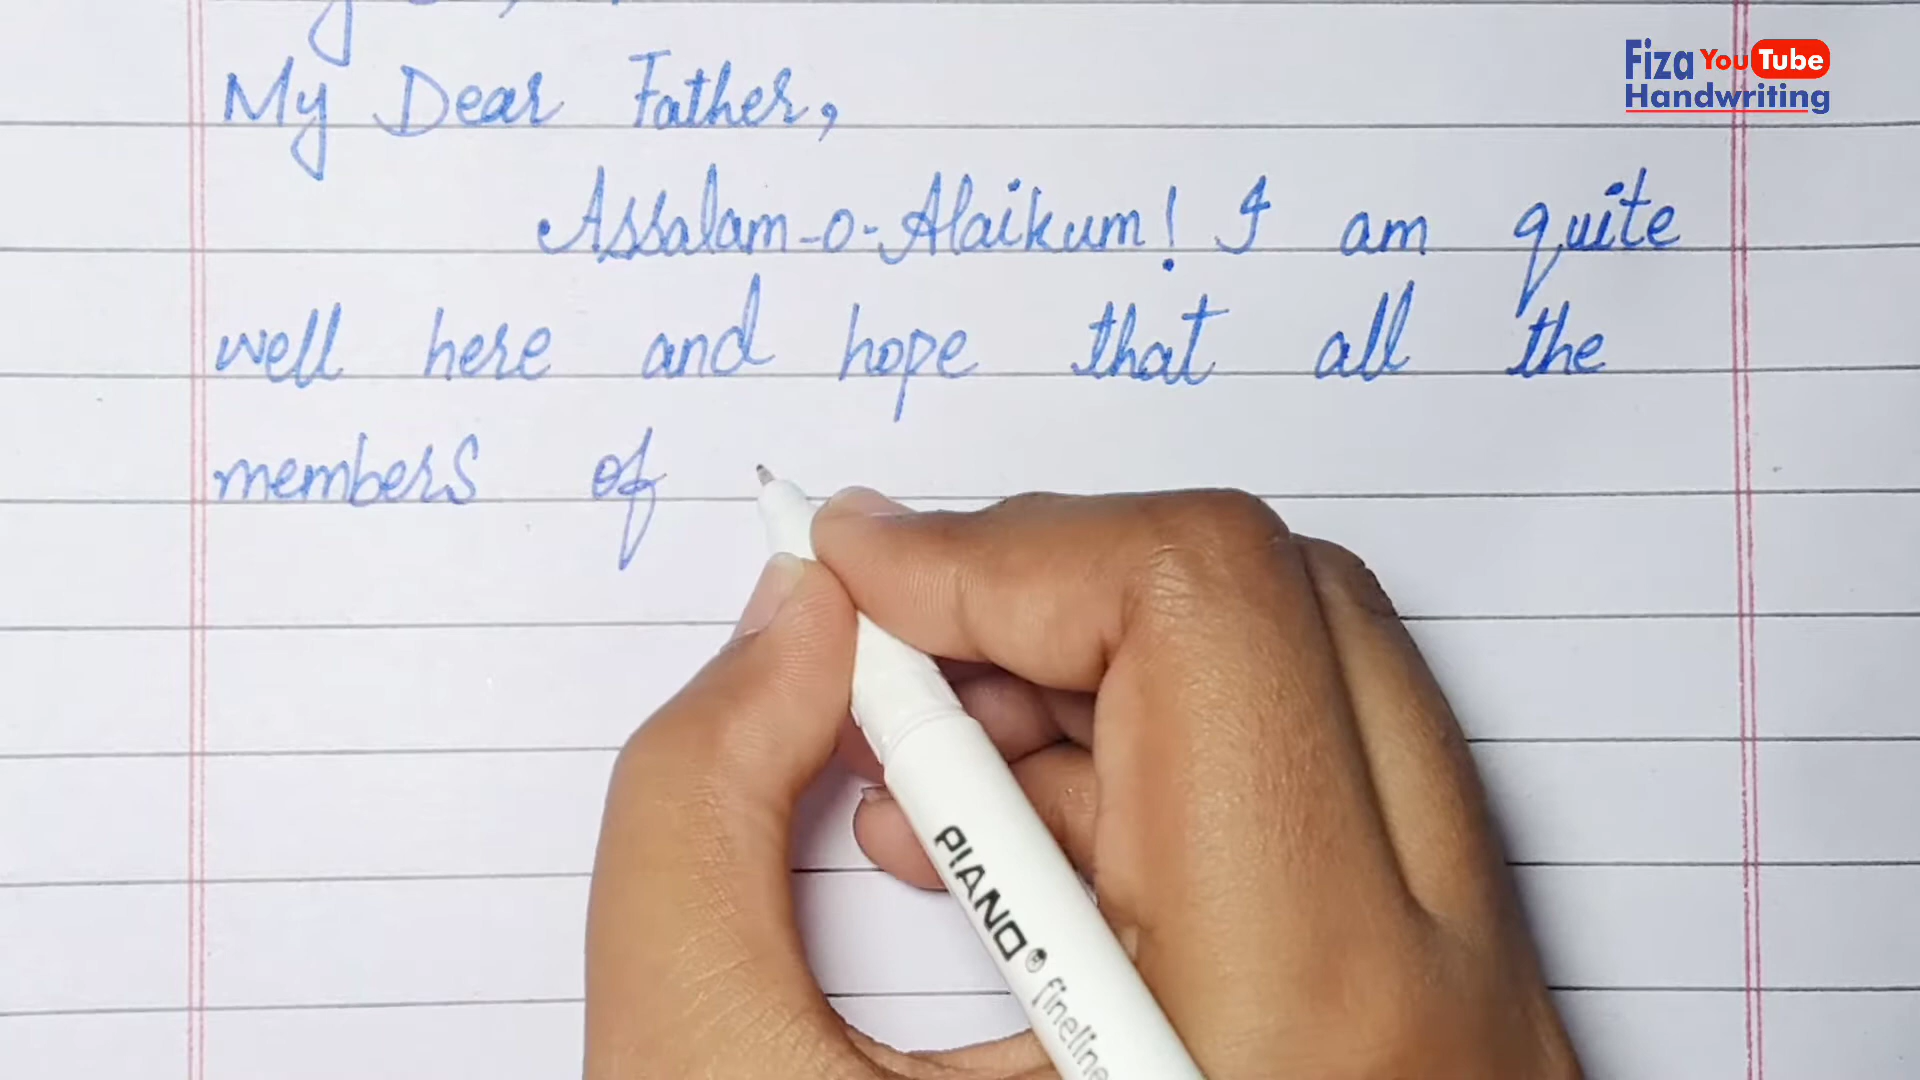 Fiza YouTube
Handwriting
My Dear Father,
Assalam-o-Alaikum! I am quite
well here and hope that all the
members of
PIANO® fineline